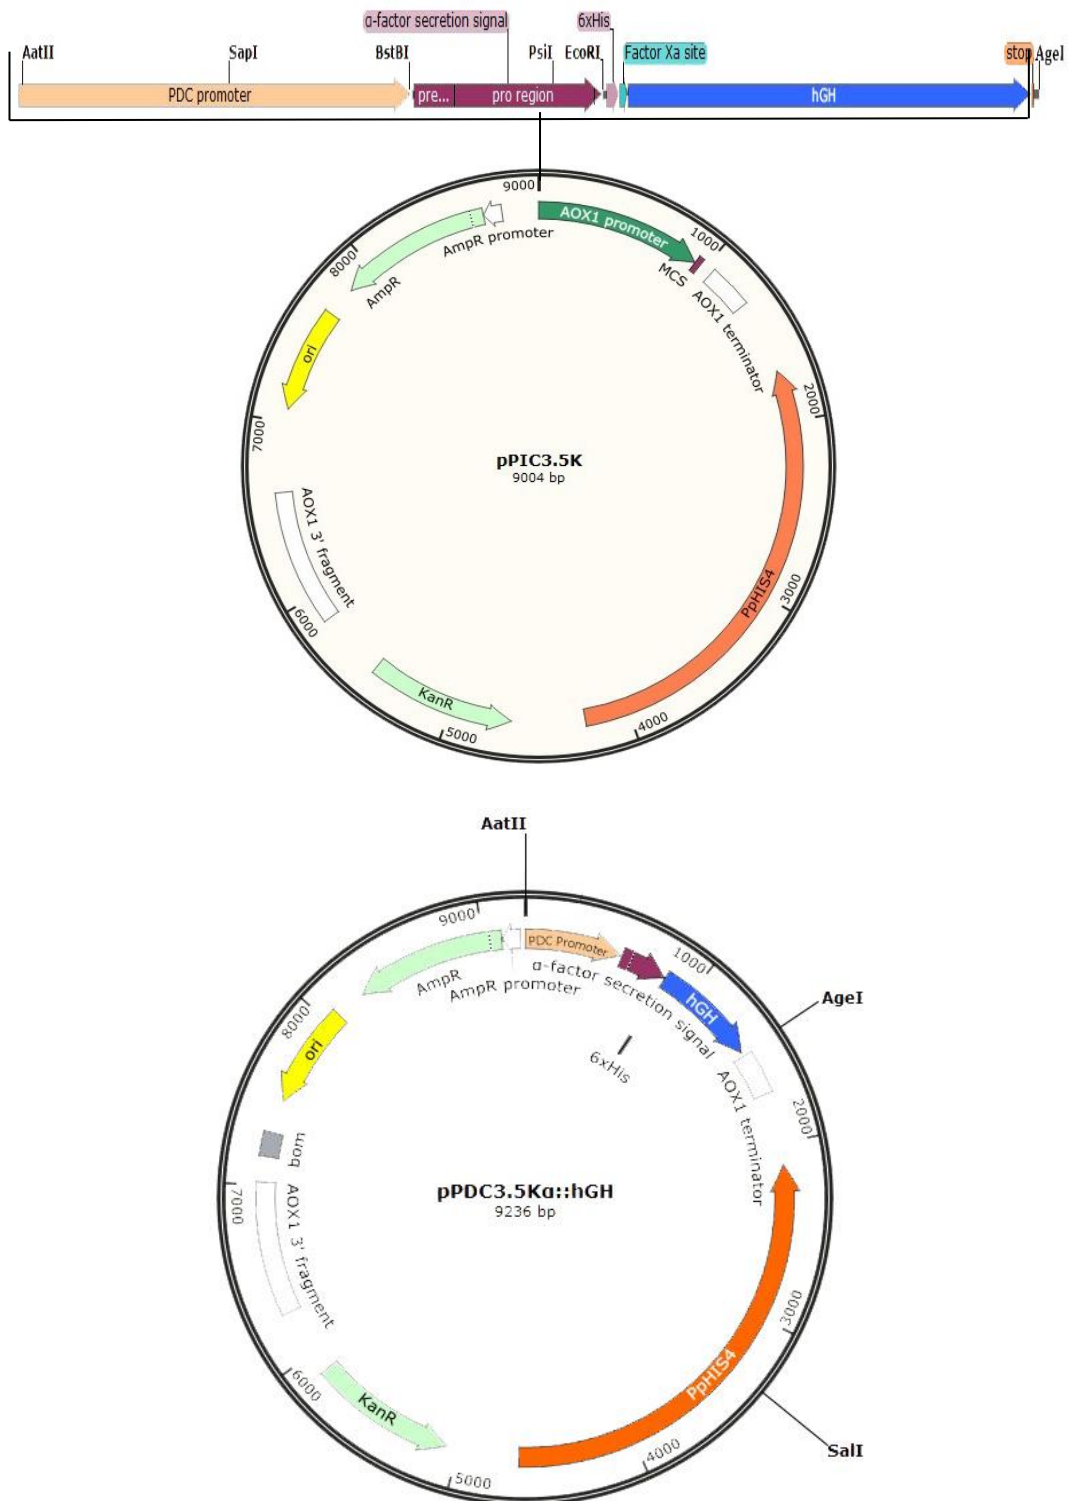 α-factor secretion signal
6xHis
AatII
SapI
BstBI
PsiI
EcoRI
Factor Xa site
stop
AgeI
PDC promoter
pre...
pro region
hGH
9000
AOX1 promoter
1000
MCS
AOX1 terminator
2000
PpHIS4
3000
4000
5000
KanR
6000
AOX1 3' fragment
7000
ori
8000
AmpR
AmpR promoter
pPIC3.5K
9004 bp
AatII
9000
PDC Promoter
α-factor secretion signal
1000
hGH
6xHis
AgeI
AOX1 terminator
2000
PpHIS4
3000
SalI
4000
5000
KanR
6000
AOX1 3' fragment
7000
bom
ori
8000
AmpR
AmpR promoter
pPDC3.5Kα::hGH
9236 bp